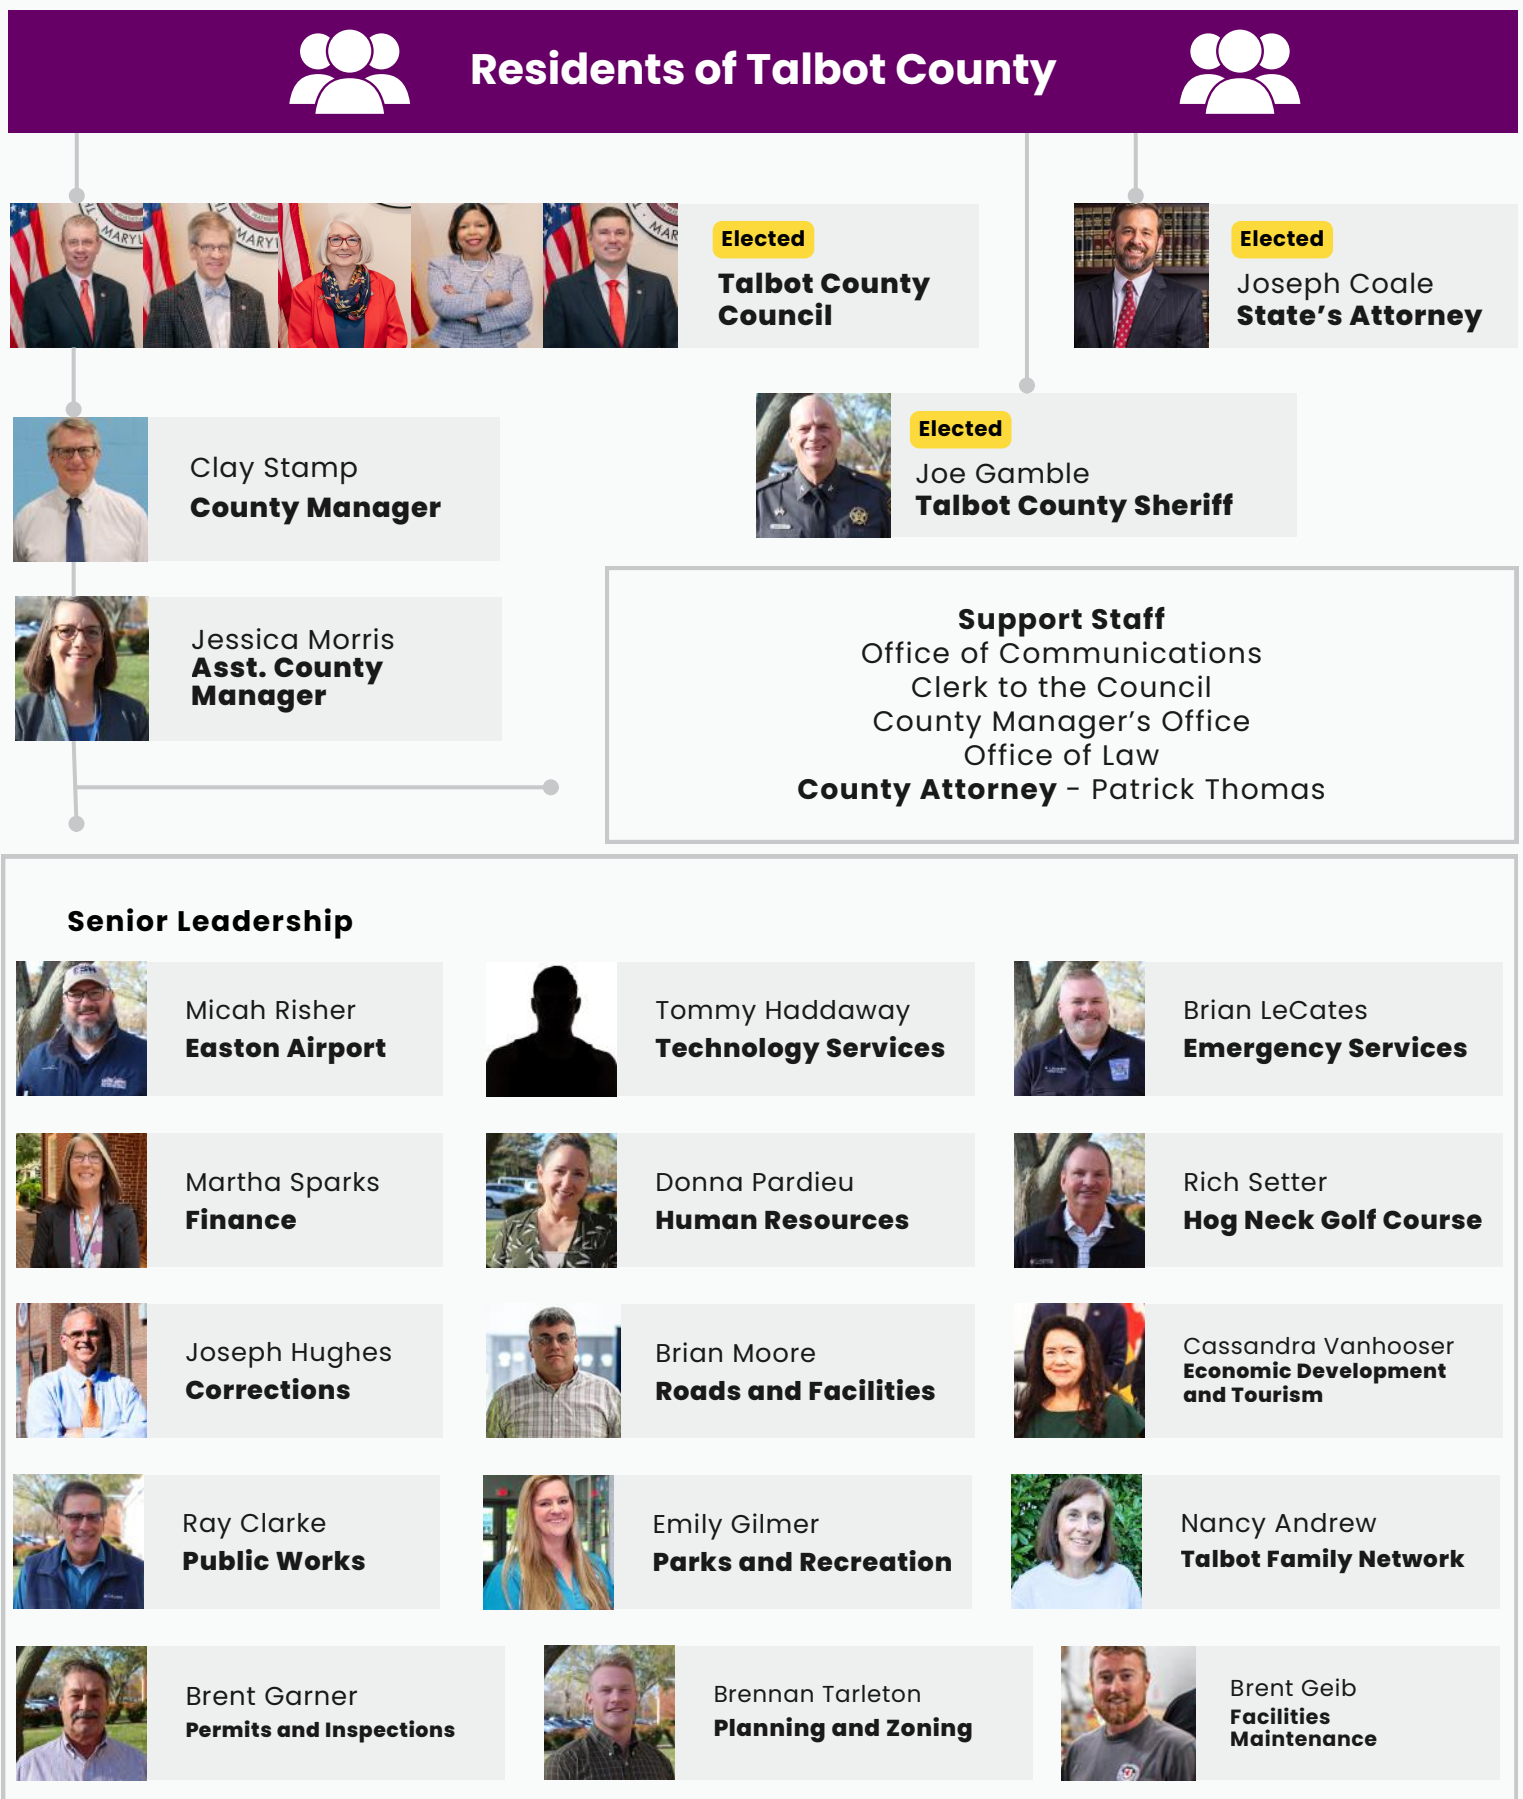 Residents of Talbot County
Elected
Talbot County
Council
Elected
Joseph Coale
State's Attorney
Clay Stamp
County Manager
Elected
Joe Gamble
Talbot County Sheriff
Jessica Morris
Asst. County
Manager
Support Staff
Office of Communications
Clerk to the Council
County Manager's Office
Office of Law
County Attorney - Patrick Thomas
Senior Leadership
Micah Risher
Easton Airport
Tommy Haddaway
Technology Services
Brian LeCates
Emergency Services
Martha Sparks
Finance
Donna Pardieu
Human Resources
Rich Setter
Hog Neck Golf Course
Joseph Hughes
Corrections
Brian Moore
Roads and Facilities
Cassandra Vanhooser
Economic Development
and Tourism
Ray Clarke
Public Works
Emily Gilmer
Parks and Recreation
Nancy Andrew
Talbot Family Network
Brent Garner
Permits and Inspections
Brennan Tarleton
Planning and Zoning
Brent Geib
Facilities
Maintenance